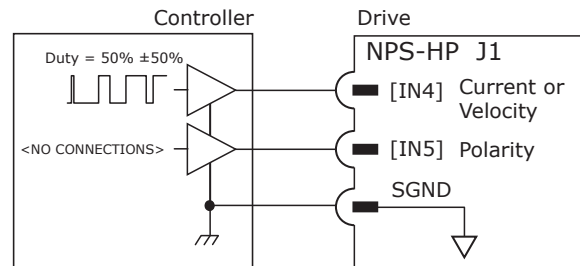 Controller
Drive
Duty = 50% ±50%
NPS-HP J1
[IN4] Current or
Velocity
<NO CONNECTIONS>
[IN5] Polarity
SGND